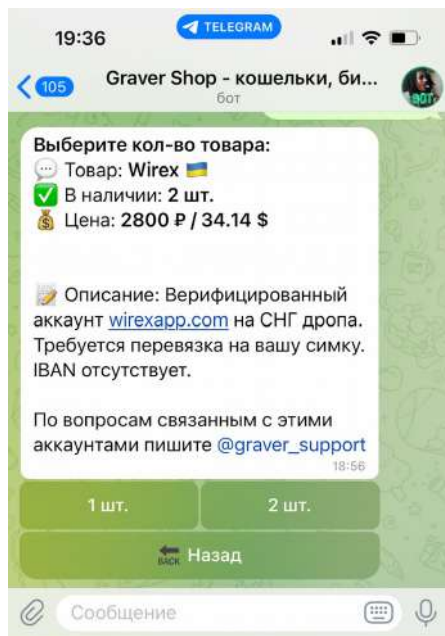 19:36
TELEGRAM
105
Graver Shop - кошельки, би...
бот
Выберите кол-во
товара:
💬 Товар: Wirex 🇺🇦
✅ В наличии: 2 шт.
💰 Цена: 2800 ₽ / 34.14 $
📝 Описание: Верифицированный
аккаунт wirexapp.com на СНГ дропа.
Требуется перевязка на вашу симку.
IBAN отсутствует.
По вопросам связанным с этими
аккаунтами пишите @graver_support
18:56
1 шт.
2 шт.
🔙 Назад
Сообщение